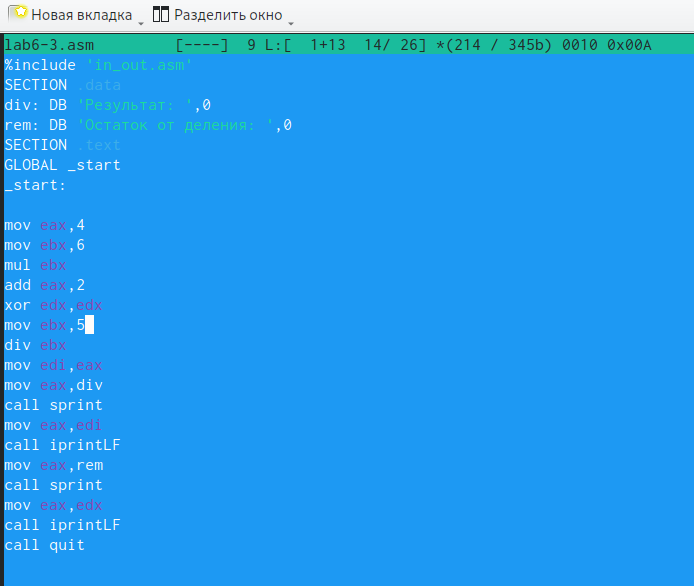 Новая вкладка Разделить окно
lab6-3.asm [----] 9 L:[ 1+13 14/ 26] *(214 / 345b) 0010 0x00A
%include 'in_out.asm'
SECTION .data
div: DB 'Результат: ',0
rem: DB 'Остаток от деления: ',0
SECTION .text
GLOBAL _start
_start:
mov eax,4
mov ebx,6
mul ebx
add eax,2
xor edx,edx
mov ebx,5
div ebx
mov edi,eax
mov eax,div
call sprint
mov eax,edi
call iprintLF
mov eax,rem
call sprint
mov eax,edx
call iprintLF
call quit